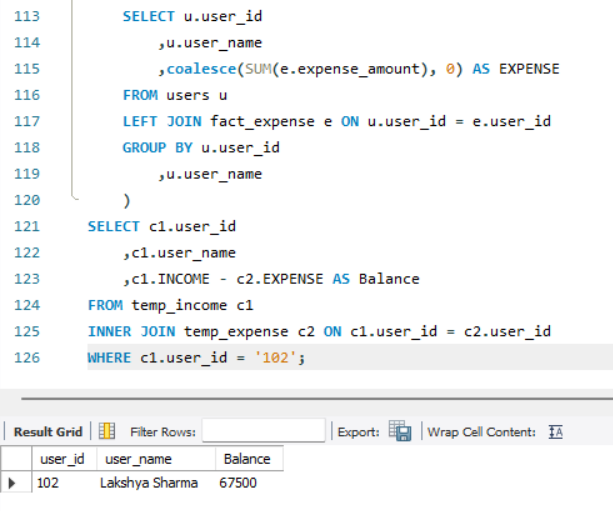 113 SELECT u.user_id
114 ,u.user_name
115 ,coalesce(SUM(e.expense_amount), 0) AS EXPENSE
116 FROM users u
117 LEFT JOIN fact_expense e ON u.user_id = e.user_id
118 GROUP BY u.user_id
119 ,u.user_name
120 )
121 SELECT c1.user_id
122 ,c1.user_name
123 ,c1.INCOME - c2.EXPENSE AS Balance
124 FROM temp_income c1
125 INNER JOIN temp_expense c2 ON c1.user_id = c2.user_id
126 WHERE c1.user_id = '102';
Result Grid Filter Rows: Export: Wrap Cell Content: IA
user_id user_name Balance
102 Lakshya Sharma 67500